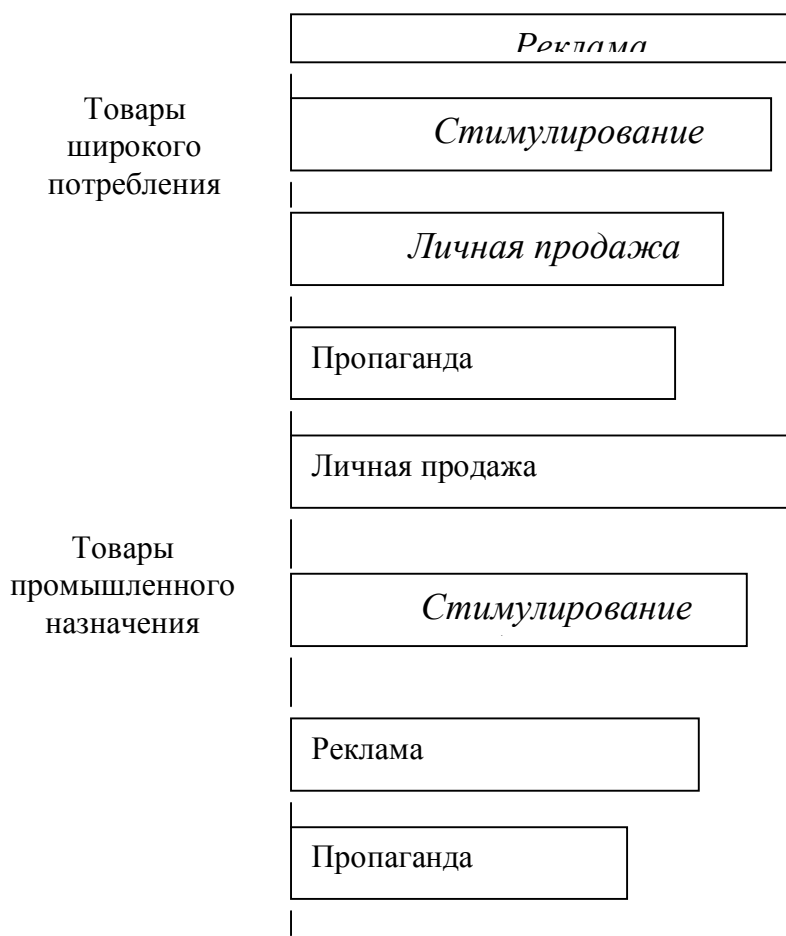 Реклама
Товары
широкого
потребления
Стимулирование
Личная продажа
Пропаганда
Личная продажа
Товары
промышленного
назначения
Стимулирование
Реклама
Пропаганда